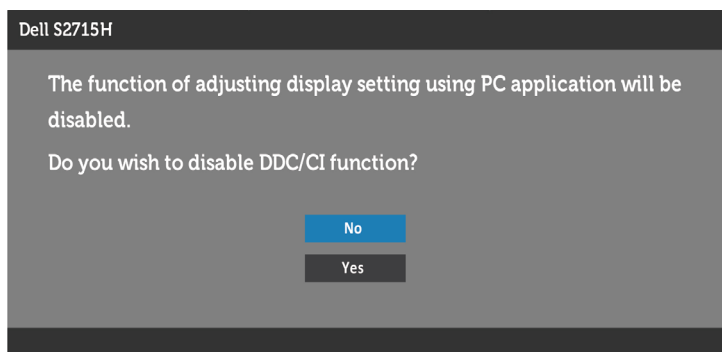 Dell S2715H
The function of adjusting display setting using PC application will be
disabled.
Do you wish to disable DDC/CI function?
No
Yes